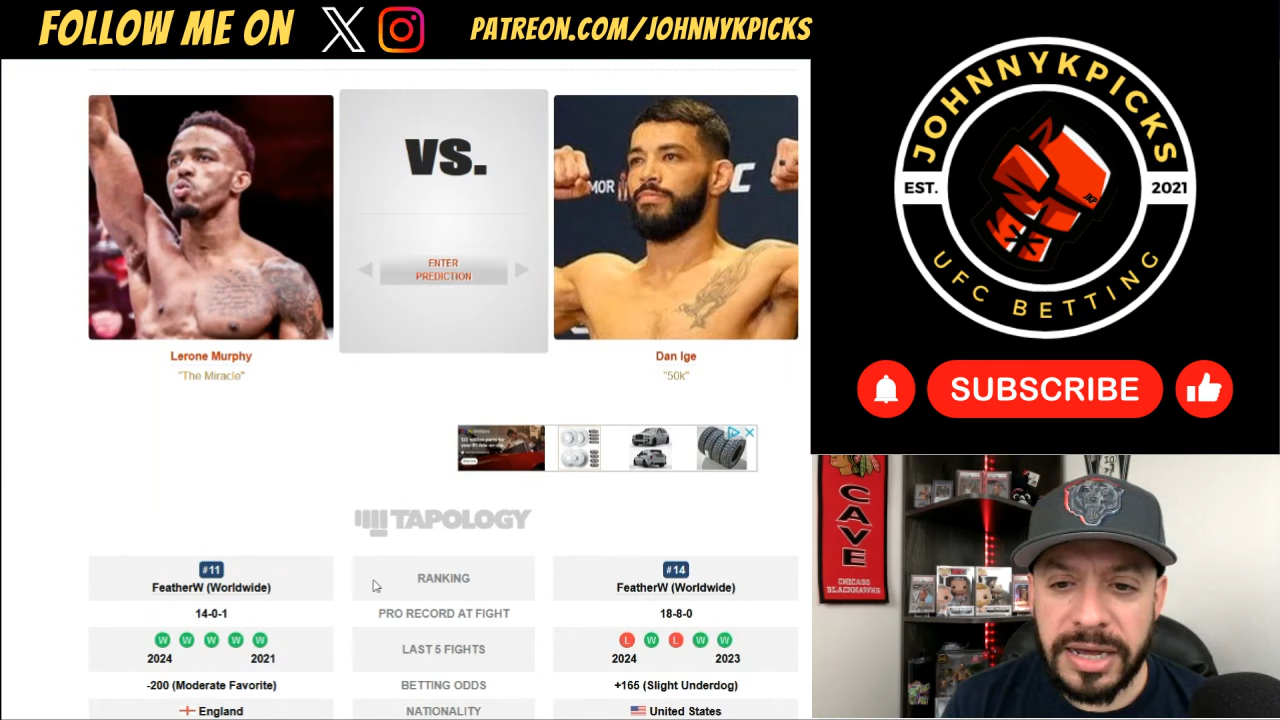 FOLLOW ME ON
PATREON.COM/JOHNNYKPICKS
VS.
ENTER
PREDICTION
MOR
C
Lerone Murphy
"The Miracle"
Dan Ige
"50k"
TAPOLOGY
#11
FeatherW (Worldwide)
RANKING
#14
FeatherW (Worldwide)
14-0-1
PRO RECORD AT FIGHT
18-8-0
W W W W W
2024 2021
LAST 5 FIGHTS
L W L W W
2024 2023
-200 (Moderate Favorite)
BETTING ODDS
+165 (Slight Underdog)
England
NATIONALITY
United States
JOHNNYKPICKS
EST. 2021
JKP
UFC BETTING
SUBSCRIBE
CAVE
CHICAGO
BLACKHAWKS